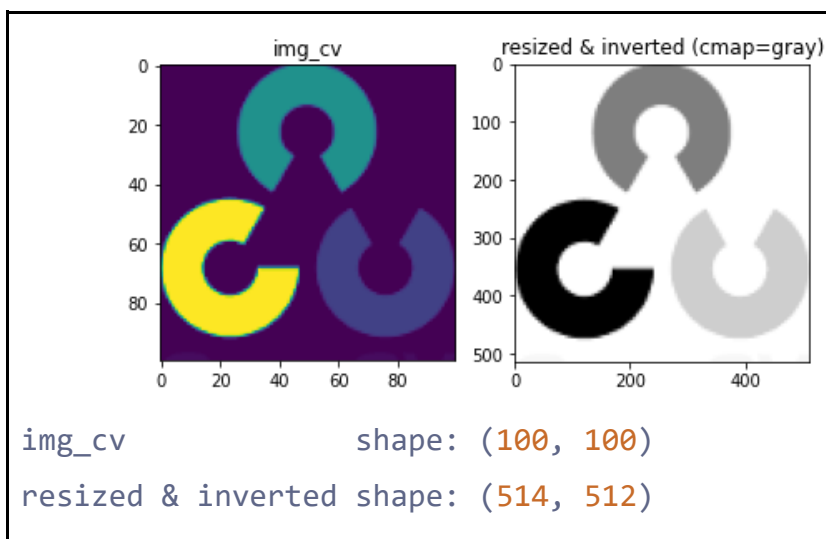 img_cv
resized & inverted (cmap=gray)
0
20
40
60
80
0 20 40 60 80
0
100
200
300
400
500
0 200 400
img_cv shape: (100, 100)
resized & inverted shape: (514, 512)